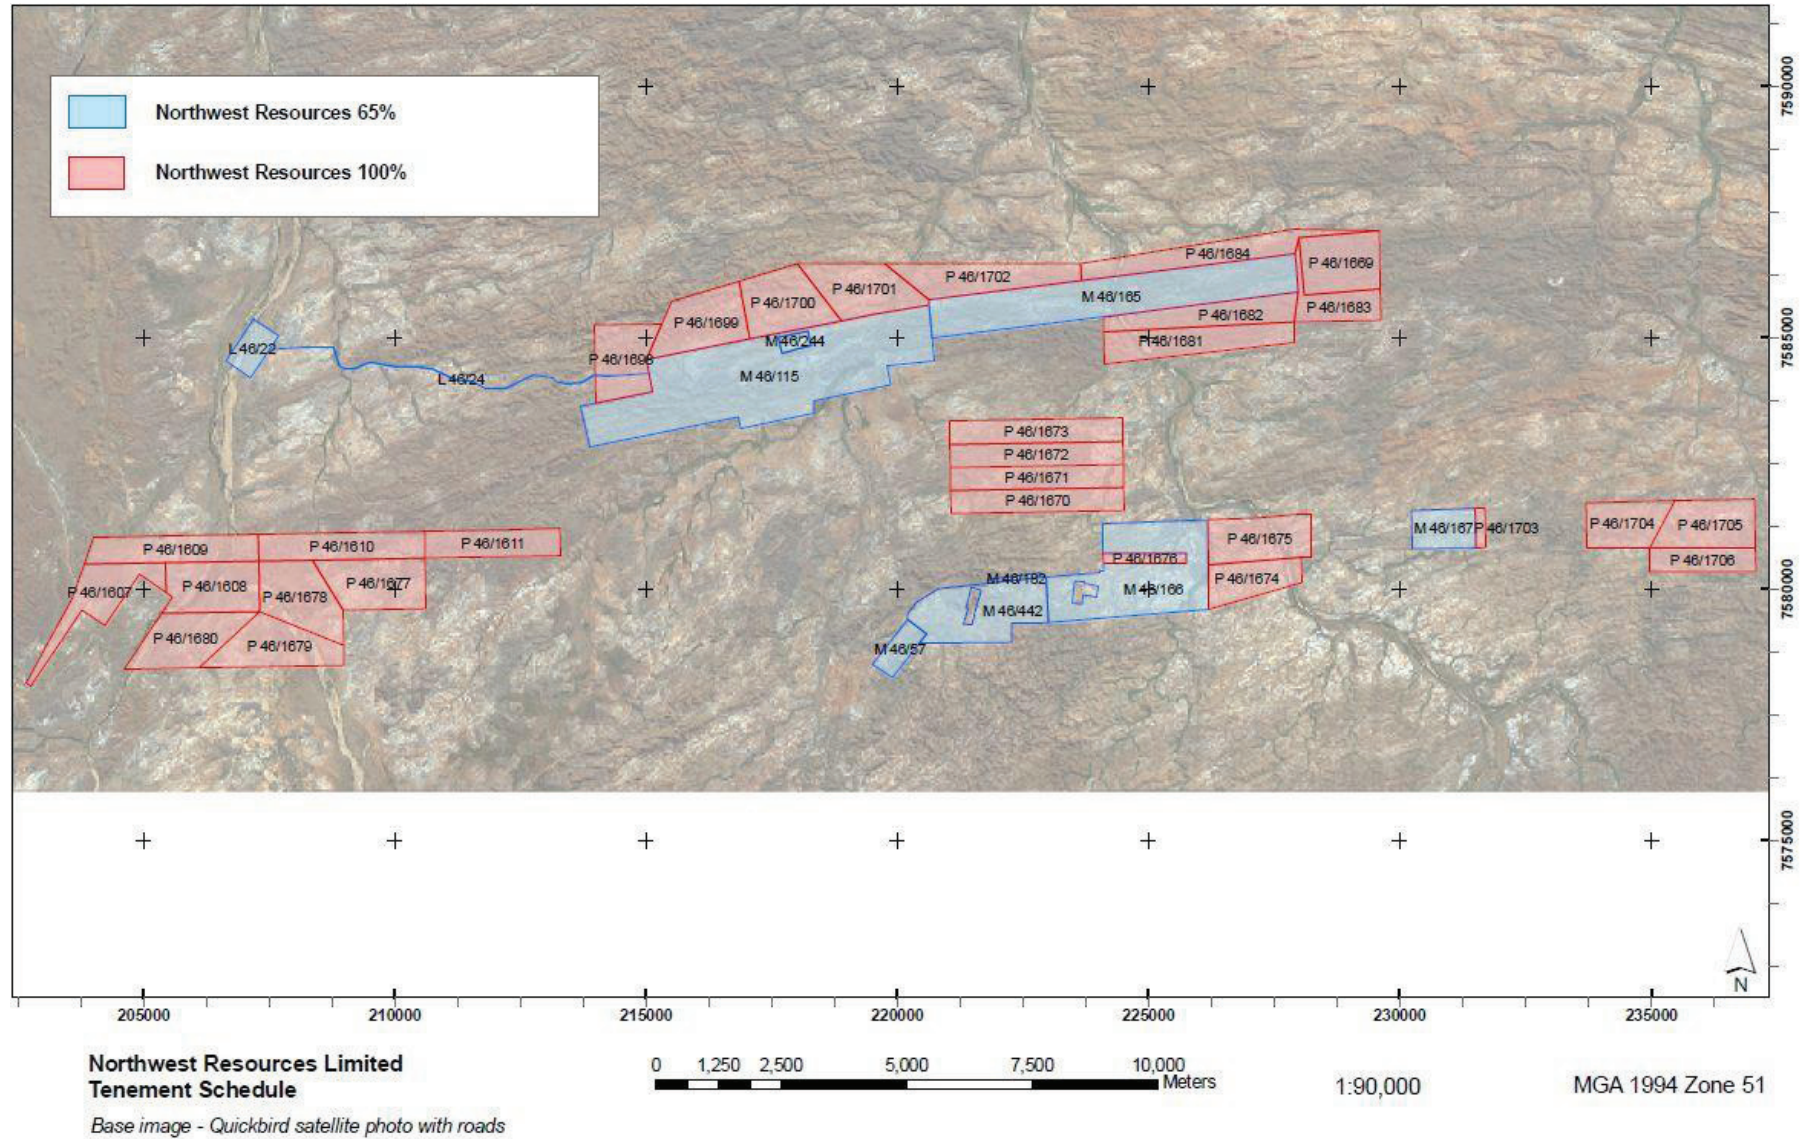 Northwest Resources 65%
Northwest Resources 100%
7590000
P 46/1684
P 46/1669
P 46/1702
P 46/1701
P 46/1700
M 46/165
P 46/1683
P 46/1682
P 46/1699
M 46/244
P 46/1681
7585000
L 46/22
P 46/1698
L 46/24
M 46/115
P 46/1673
P 46/1672
P 46/1671
P 46/1670
P 46/1609
P 46/1610
P 46/1611
P 46/1675
M 46/167
P 46/1703
P 46/1704
P 46/1705
P 46/1676
P 46/1706
P 46/1607
P 46/1608
P 46/1677
P 46/1678
M 46/182
M 46/166
P 46/1674
7580000
M 46/442
P 46/1680
P 46/1679
M 46/57
7575000
N
205000 210000 215000 220000 225000 230000 235000
Northwest Resources Limited
Tenement Schedule
Base image - Quickbird satellite photo with roads
0 1,250 2,500 5,000 7,500 10,000
Meters
1:90,000
MGA 1994 Zone 51